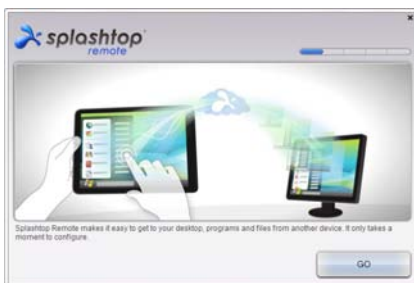 splashtop
remote
Splashtop Remote makes it easy to get to your desktop, programs and files from another device. It only takes a
moment to configure.
GO